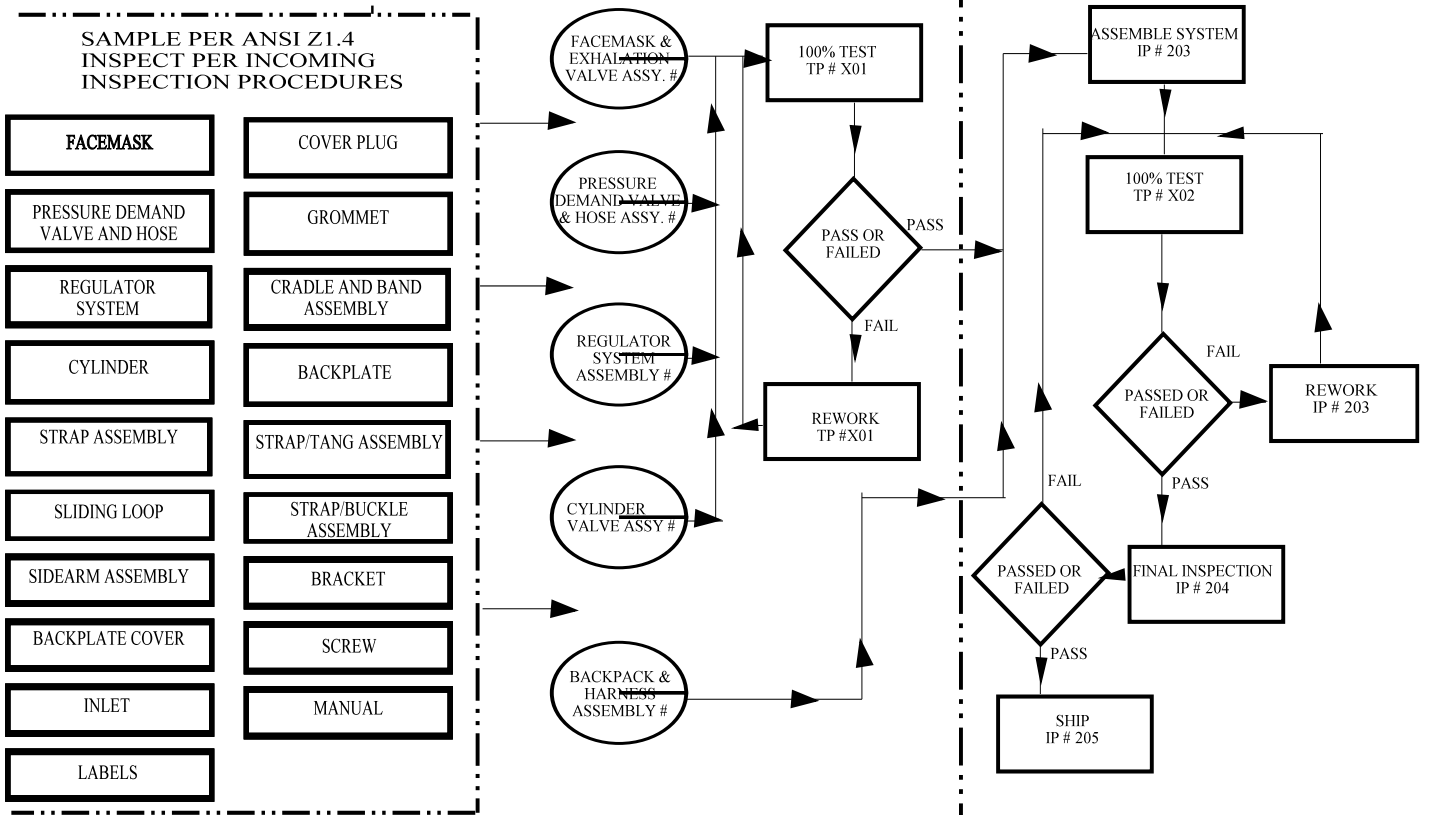 SAMPLE PER ANSI Z1.4
INSPECT PER INCOMING
INSPECTION PROCEDURES
FACEMASK
PRESSURE DEMAND
VALVE AND HOSE
REGULATOR
SYSTEM
CYLINDER
STRAP ASSEMBLY
SLIDING LOOP
SIDEARM ASSEMBLY
BACKPLATE COVER
INLET
LABELS
COVER PLUG
GROMMET
CRADLE AND BAND
ASSEMBLY
BACKPLATE
STRAP/TANG ASSEMBLY
STRAP/BUCKLE
ASSEMBLY
BRACKET
SCREW
MANUAL
FACEMASK &
EXHALATION
VALVE ASSY. #
PRESSURE
DEMAND VALVE
& HOSE ASSY. #
REGULATOR
SYSTEM
ASSEMBLY #
CYLINDER
VALVE ASSY #
BACKPACK &
HARNESS
ASSEMBLY #
100% TEST
TP # X01
PASS OR
FAILED
PASS
FAIL
REWORK
TP #X01
ASSEMBLE SYSTEM
IP # 203
100% TEST
TP # X02
PASSED OR
FAILED
FAIL
REWORK
IP # 203
PASS
FINAL INSPECTION
IP # 204
PASSED OR
FAILED
FAIL
PASS
SHIP
IP # 205